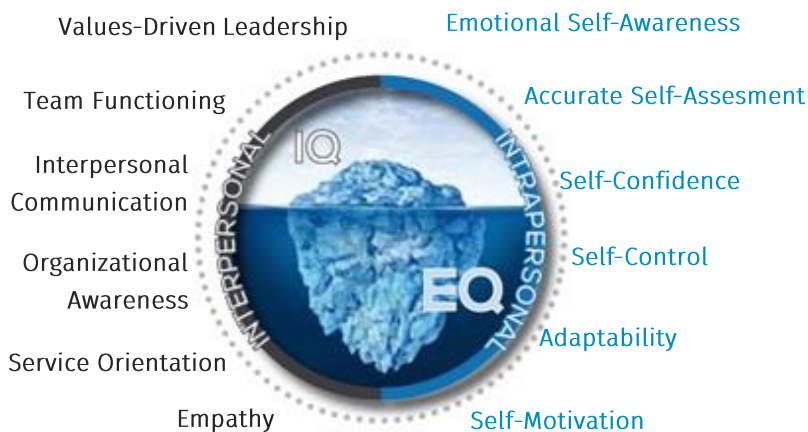 Values-Driven Leadership
Team Functioning
Interpersonal
Communication
Organizational
Awareness
Service Orientation
Empathy
INTERPERSONAL
IQ
EQ
INTRAPERSONAL
Emotional Self-Awareness
Accurate Self-Assesment
Self-Confidence
Self-Control
Adaptability
Self-Motivation